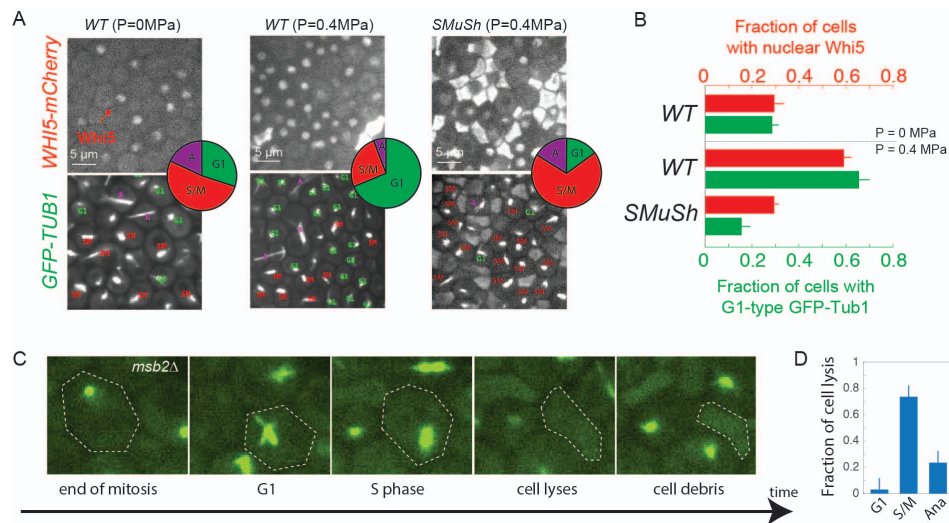 A
WT (P=0MPa)
WT (P=0.4MPa)
SMuSh (P=0.4MPa)
WHI5-mCherry
Whi5
5 µm
5 µm
5 µm
A
G1
S/M
A
S/M
G1
A
G1
S/M
GFP-TUB1
B
Fraction of cells
with nuclear Whi5
0 0.2 0.4 0.6 0.8
WT
P = 0 MPa
P = 0.4 MPa
WT
SMuSh
0 0.2 0.4 0.6 0.8
Fraction of cells with
G1-type GFP-Tub1
C
msb2Δ
end of mitosis
G1
S phase
cell lyses
cell debris
time
D
Fraction of cell lysis
1
0.8
0.6
0.4
0.2
0
G1
S/M
Ana